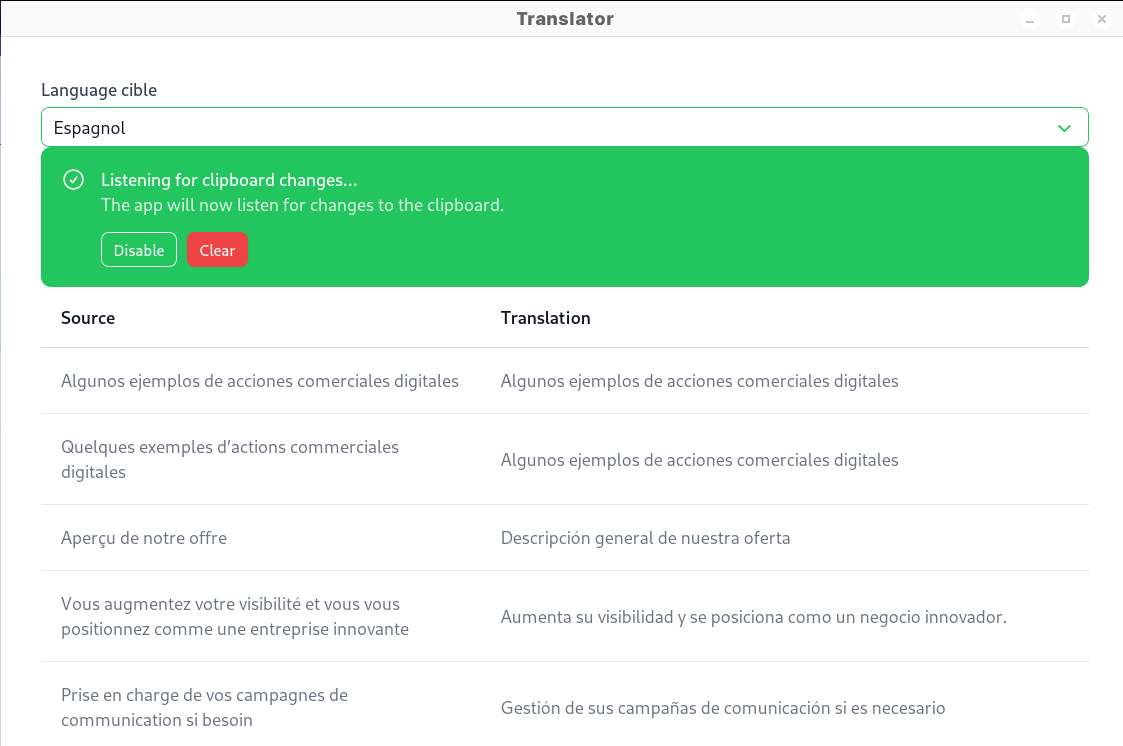 Translator
Language cible
Espagnol
Listening for clipboard changes...
The app will now listen for changes to the clipboard.
Disable Clear
Source Translation
Algunos ejemplos de acciones comerciales digitales Algunos ejemplos de acciones comerciales digitales
Quelques exemples d’actions commerciales
digitales
Algunos ejemplos de acciones comerciales digitales
Aperçu de notre offre Descripción general de nuestra oferta
Vous augmentez votre visibilité et vous vous
positionnez comme une entreprise innovante
Aumenta su visibilidad y se posiciona como un negocio innovador.
Prise en charge de vos campagnes de
communication si besoin
Gestión de sus campañas de comunicación si es necesario